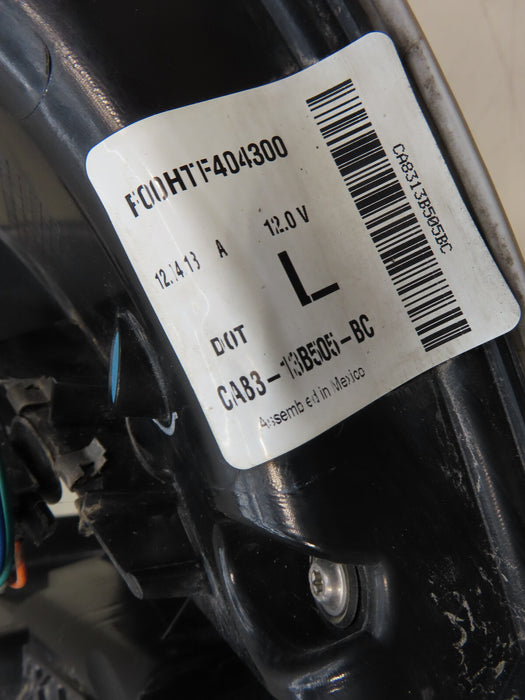 F00HTF404300
12.14.13 A 12.0 V
L
DOT
CA83-13B505-BC
Assembled in Mexico
CA8313B505BC